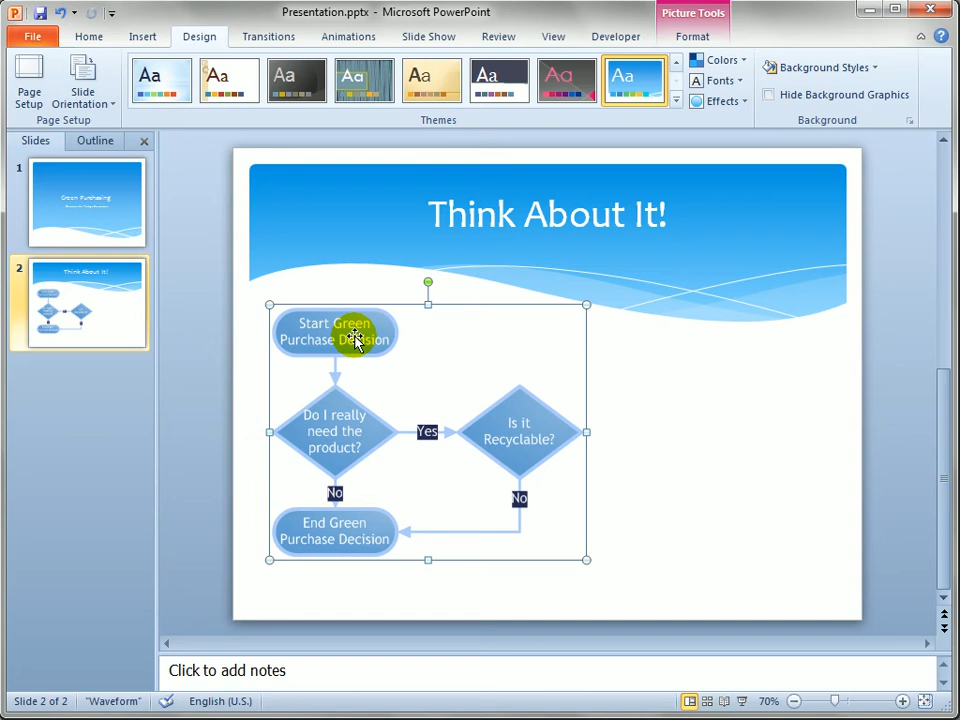 Presentation.pptx - Microsoft PowerPoint
Picture Tools
File Home Insert Design Transitions Animations Slide Show Review View Developer Format
Page Setup
Slide Orientation
Page Setup
Aa Aa Aa Aa Aa Aa Aa Aa
Themes
Colors
Fonts
Effects
Background Styles
Hide Background Graphics
Background
Slides Outline
1
Green Purchasing
2
Think About It!
Think About It!
Start Green
Purchase Decision
Do I really
need the
product?
Yes
Is it
Recyclable?
No
No
End Green
Purchase Decision
Click to add notes
Slide 2 of 2 "Waveform" English (U.S.) 70%